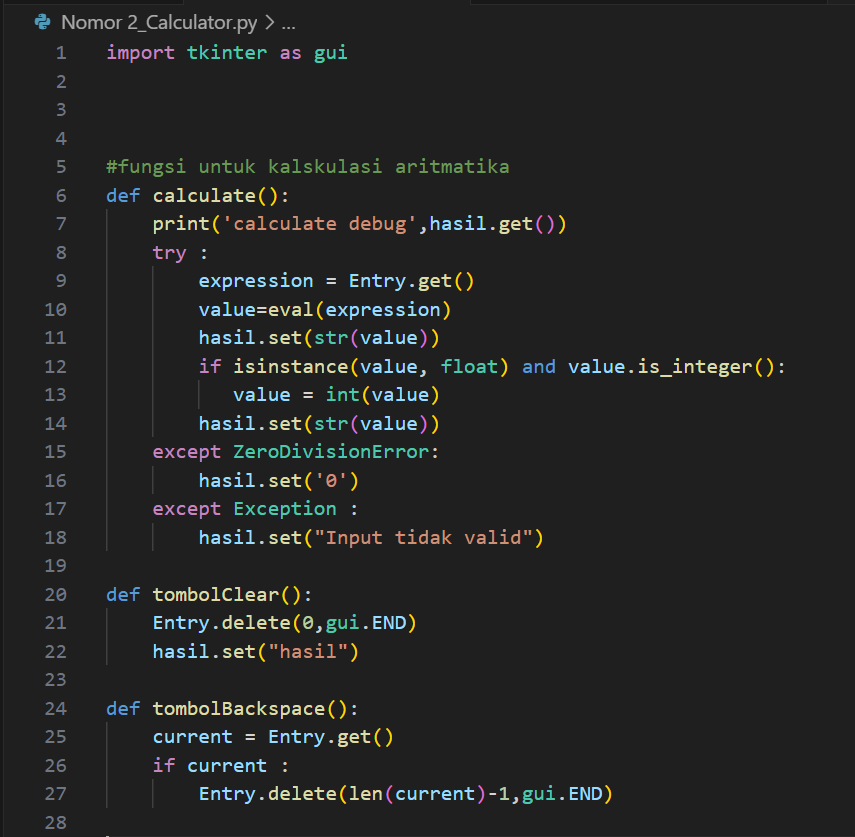 Nomor 2_Calculator.py > ...
1 import tkinter as gui
2
3
4
5 #fungsi untuk kalskulasi aritmatika
6 def calculate():
7     print('calculate debug',hasil.get())
8     try :
9         expression = Entry.get()
10         value=eval(expression)
11         hasil.set(str(value))
12         if isinstance(value, float) and value.is_integer():
13            value = int(value)
14         hasil.set(str(value))
15     except ZeroDivisionError:
16         hasil.set('0')
17     except Exception :
18         hasil.set("Input tidak valid")
19
20 def tombolClear():
21     Entry.delete(0,gui.END)
22     hasil.set("hasil")
23
24 def tombolBackspace():
25     current = Entry.get()
26     if current :
27         Entry.delete(len(current)-1,gui.END)
28